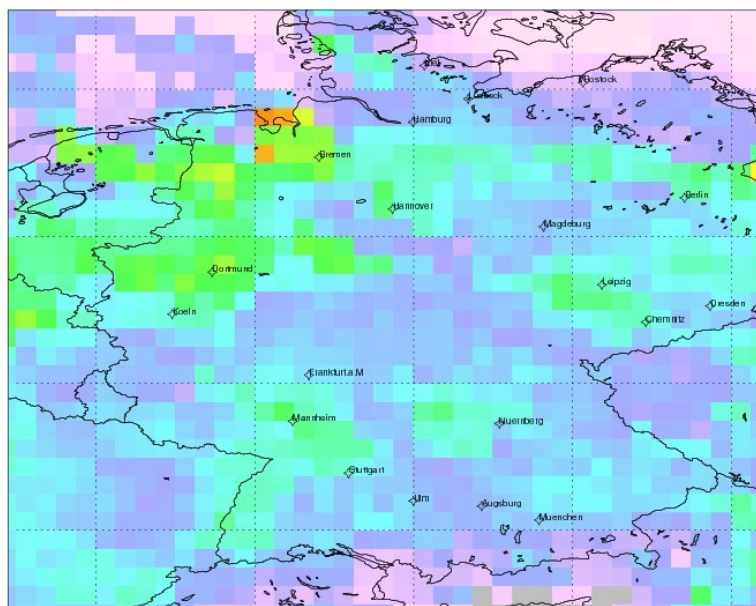 Kiel
Rostock
Luebeck
Hamburg
Bremen
Berlin
Hannover
Magdeburg
Dortmund
Leipzig
Dresden
Koeln
Chemnitz
Frankfurt.a.M
Mannheim
Nuernberg
Stuttgart
Ulm
Augsburg
Muenchen